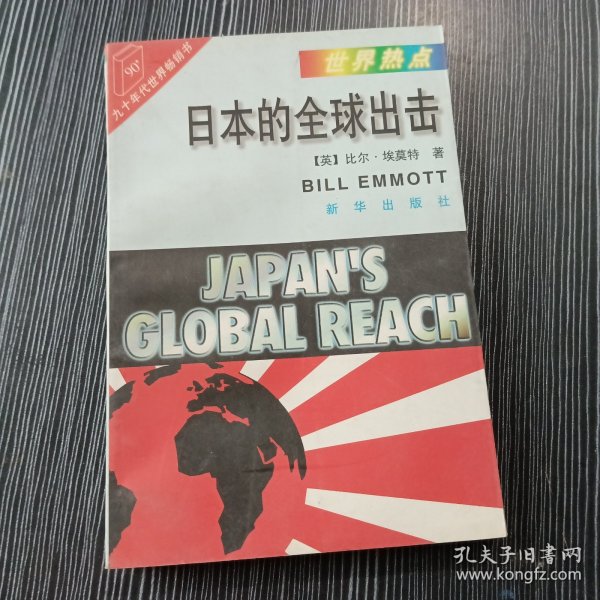 90'
九十年代世界畅销书
世界热点
日本的全球出击
【英】比尔·埃莫特 著
BILL EMMOTT
新华出版社
JAPAN'S
GLOBAL REACH
孔夫子旧書网
www.kongfz.com